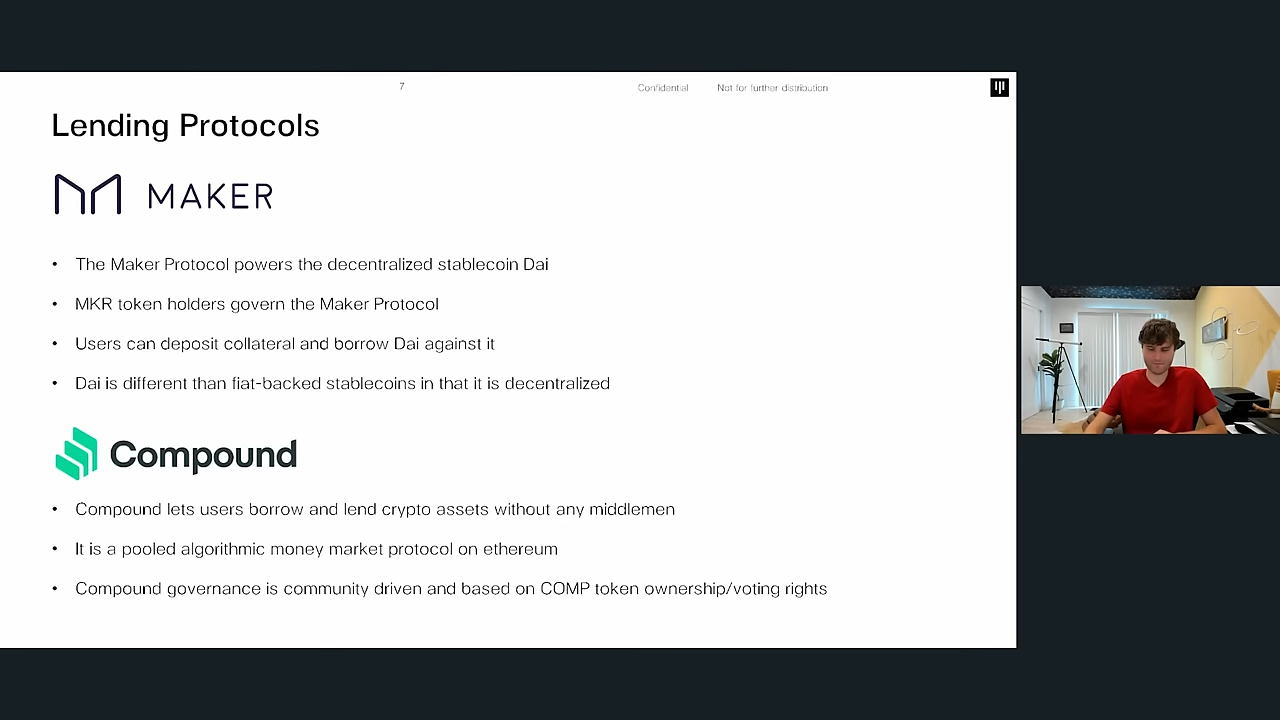 7
Confidential Not for further distribution
Lending Protocols
MAKER
• The Maker Protocol powers the decentralized stablecoin Dai
• MKR token holders govern the Maker Protocol
• Users can deposit collateral and borrow Dai against it
• Dai is different than fiat-backed stablecoins in that it is decentralized
Compound
• Compound lets users borrow and lend crypto assets without any middlemen
• It is a pooled algorithmic money market protocol on ethereum
• Compound governance is community driven and based on COMP token ownership/voting rights